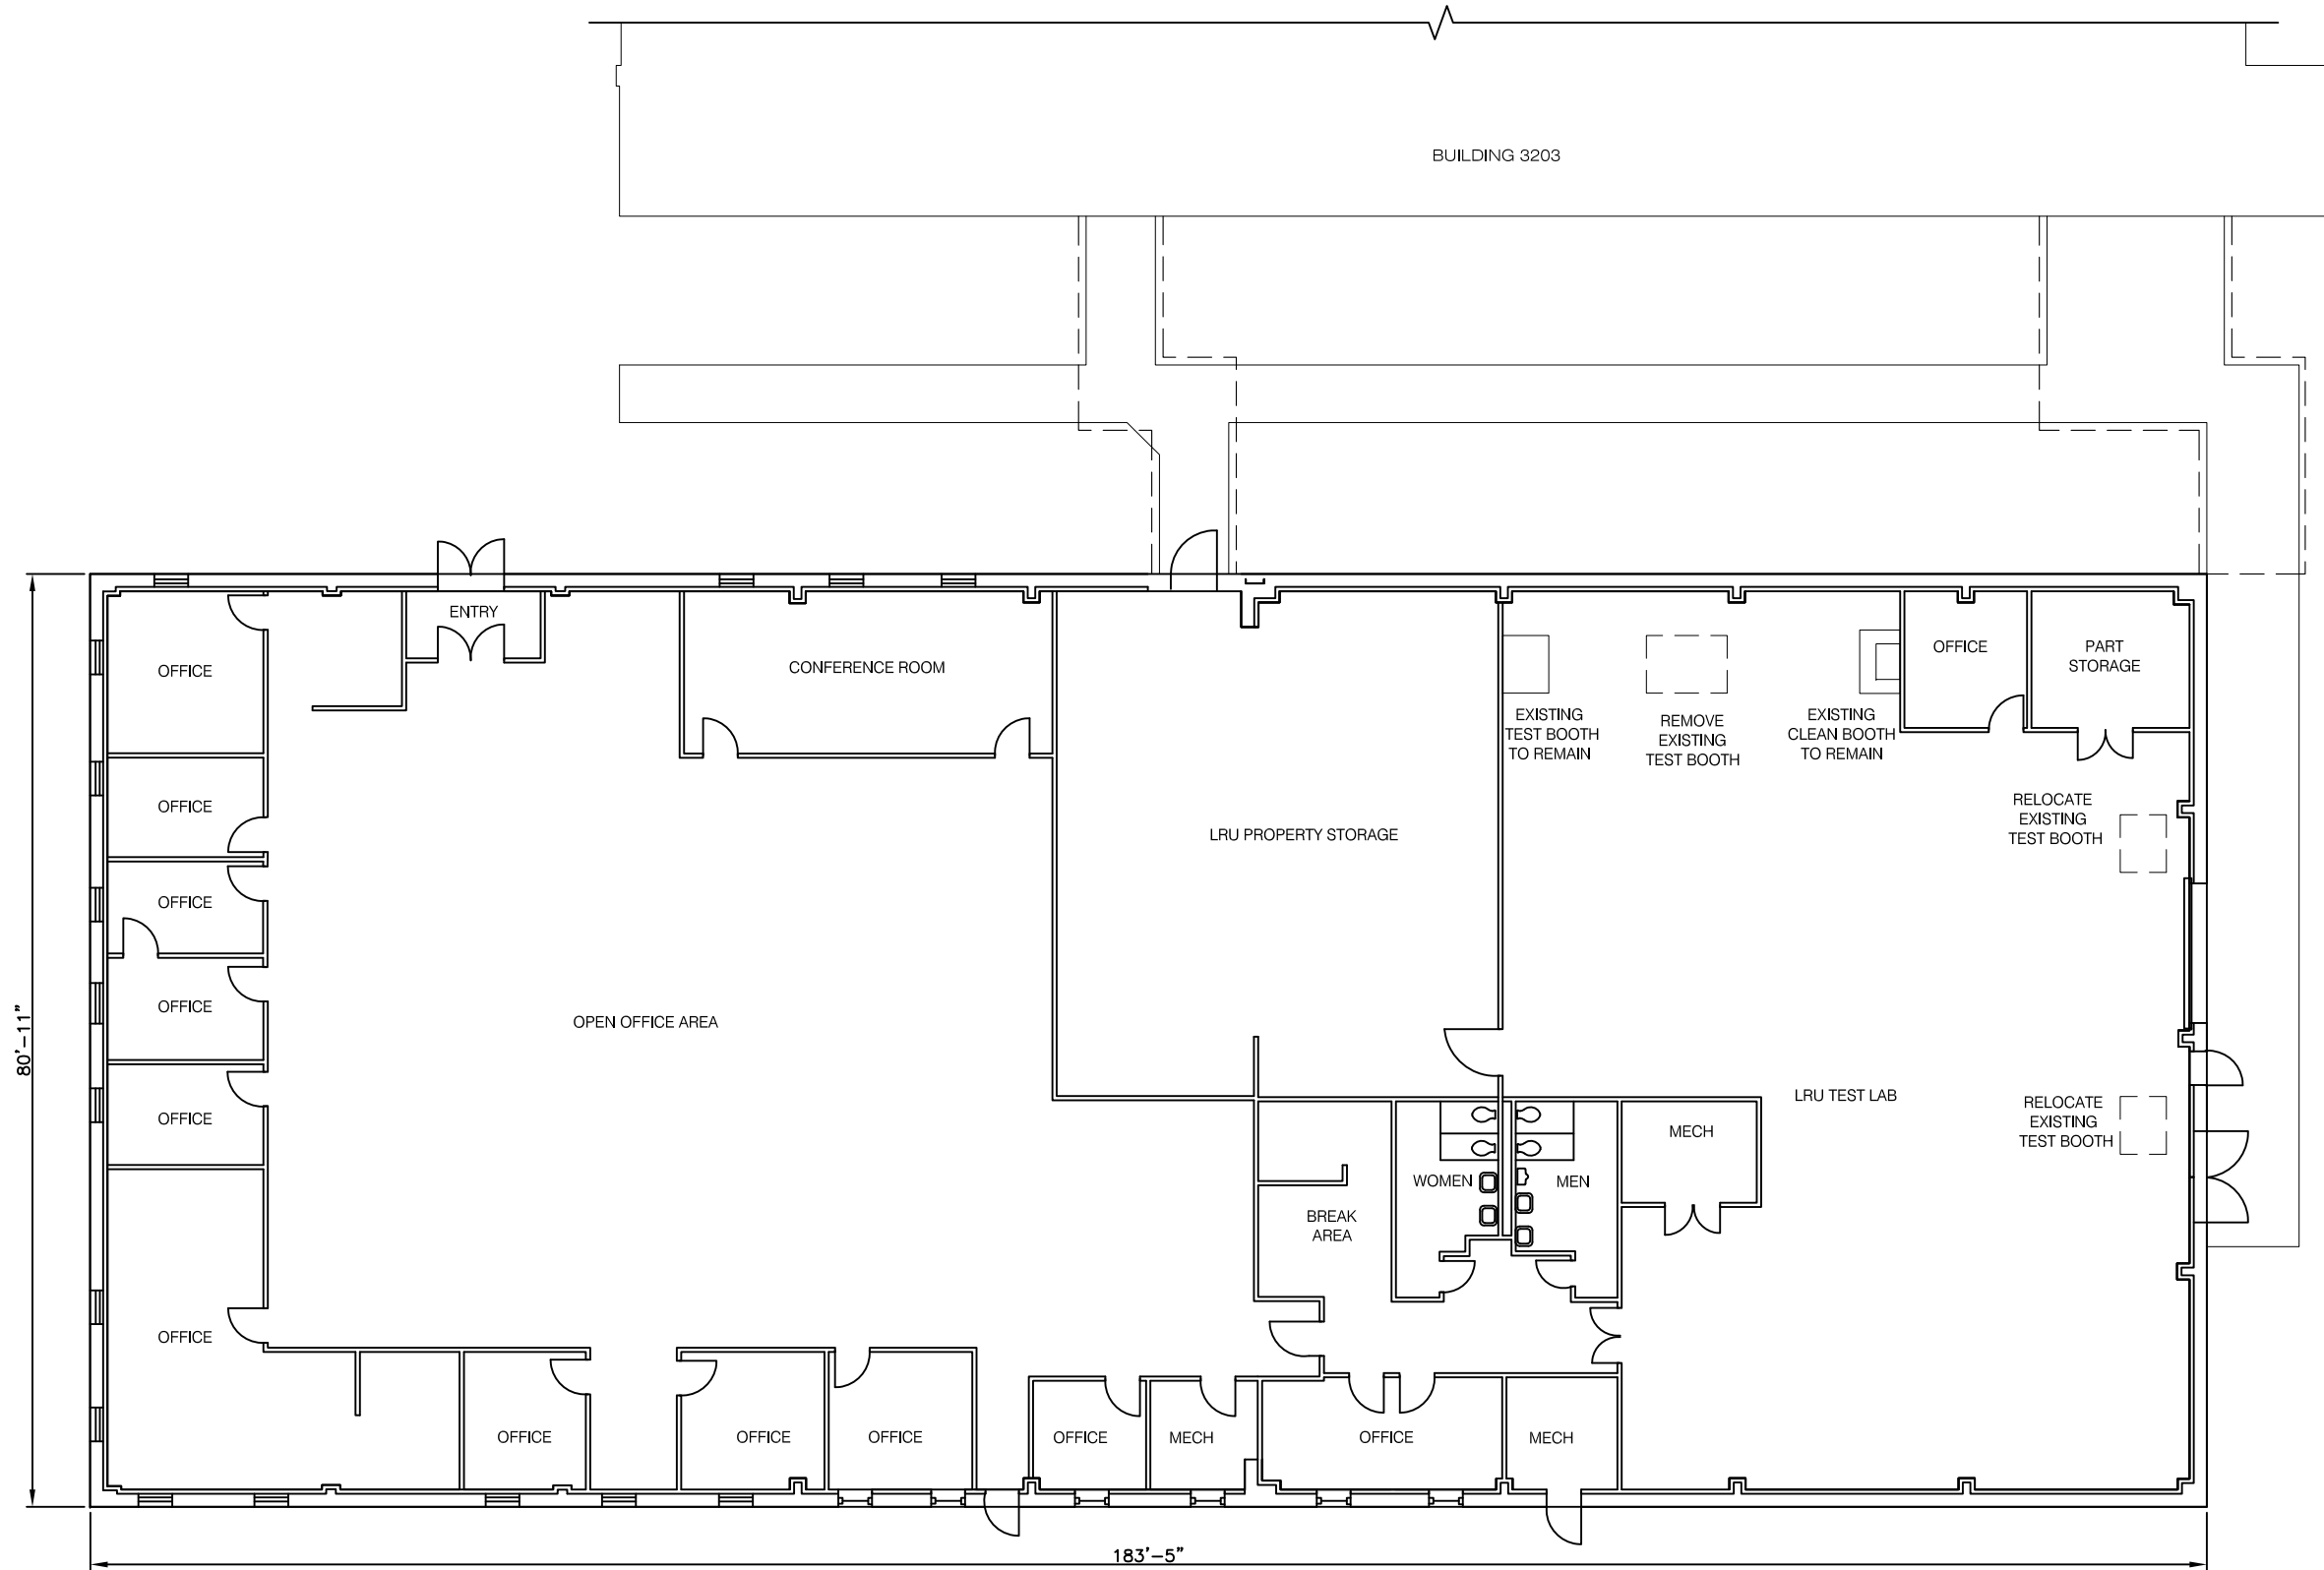 BUILDING 3203
ENTRY
OFFICE
CONFERENCE ROOM
OFFICE
PART
STORAGE
EXISTING
TEST BOOTH
TO REMAIN
REMOVE
EXISTING
TEST BOOTH
EXISTING
CLEAN BOOTH
TO REMAIN
OFFICE
LRU PROPERTY STORAGE
RELOCATE
EXISTING
TEST BOOTH
OFFICE
OFFICE
OPEN OFFICE AREA
80'-11"
OFFICE
LRU TEST LAB
RELOCATE
EXISTING
TEST BOOTH
MECH
WOMEN
MEN
BREAK
AREA
OFFICE
OFFICE
OFFICE
OFFICE
OFFICE
MECH
OFFICE
MECH
183'-5"